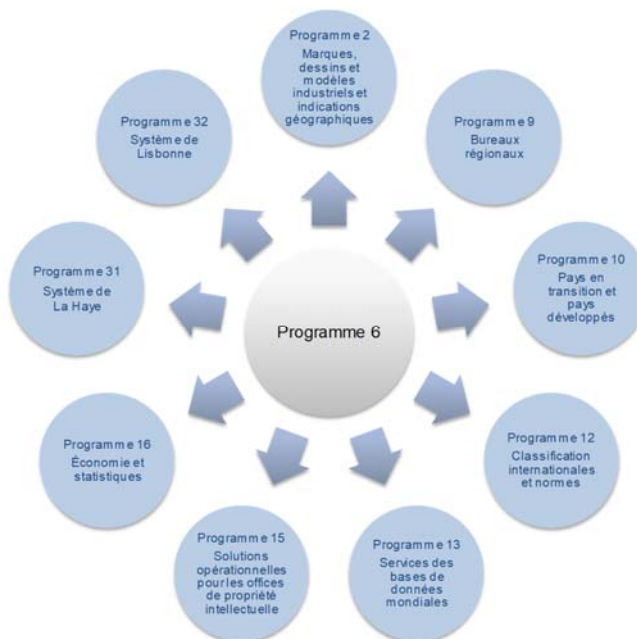 Programme 2
Marques,
dessins et
modèles
industriels et
indications
géographiques
Programme 9
Bureaux
régionaux
Programme 10
Pays en
transition et
pays
développés
Programme 12
Classification
internationales
et normes
Programme 13
Services des
bases de
données
mondiales
Programme 15
Solutions
opérationnelles
pour les offices
de propriété
intellectuelle
Programme 16
Économie et
statistiques
Programme 31
Système de
La Haye
Programme 32
Système de
Lisbonne
Programme 6